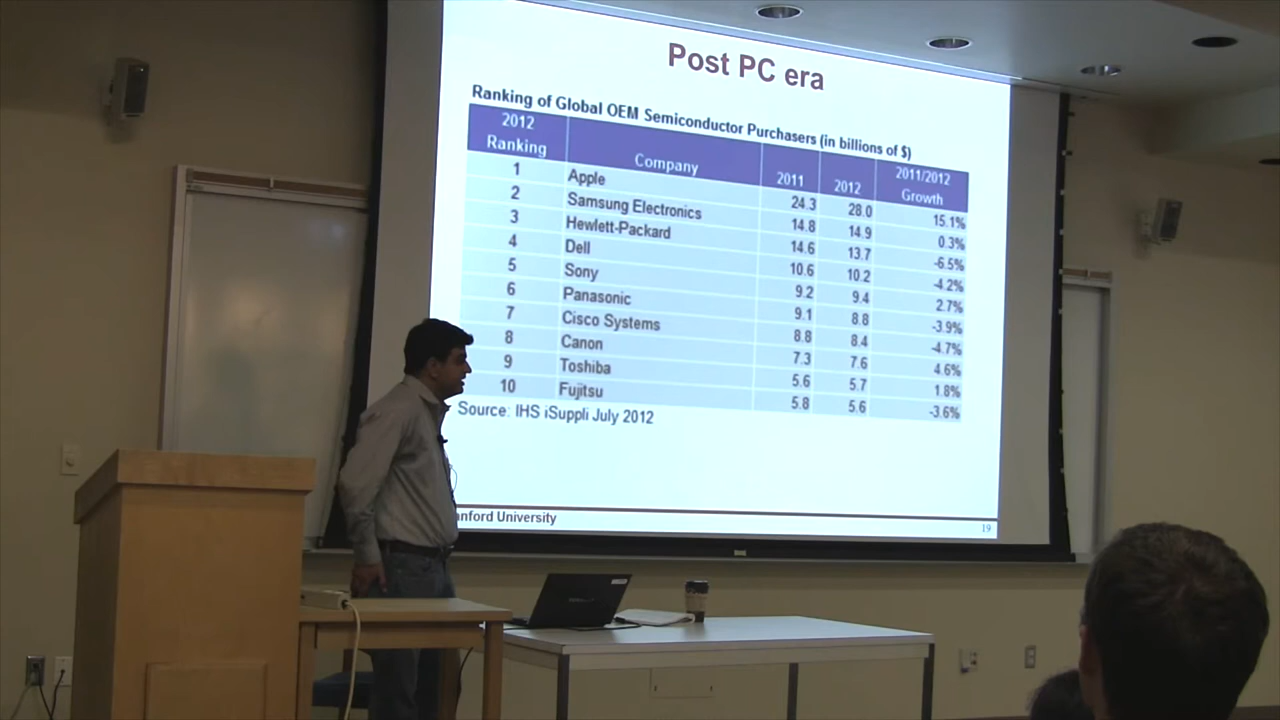 Post PC era
Ranking of Global OEM Semiconductor Purchasers (in billions of $)
2012 Ranking Company 2011 2012 2011/2012 Growth
1 Apple 24.3 28.0 15.1%
2 Samsung Electronics 14.8 14.9 0.3%
3 Hewlett-Packard 14.6 13.7 -6.5%
4 Dell 10.6 10.2 -4.2%
5 Sony 9.2 9.4 2.7%
6 Panasonic 9.1 8.8 -3.9%
7 Cisco Systems 8.8 8.4 -4.7%
8 Canon 7.3 7.6 4.6%
9 Toshiba 5.6 5.7 1.8%
10 Fujitsu 5.8 5.6 -3.6%
Source: IHS iSuppli July 2012
anford University
19